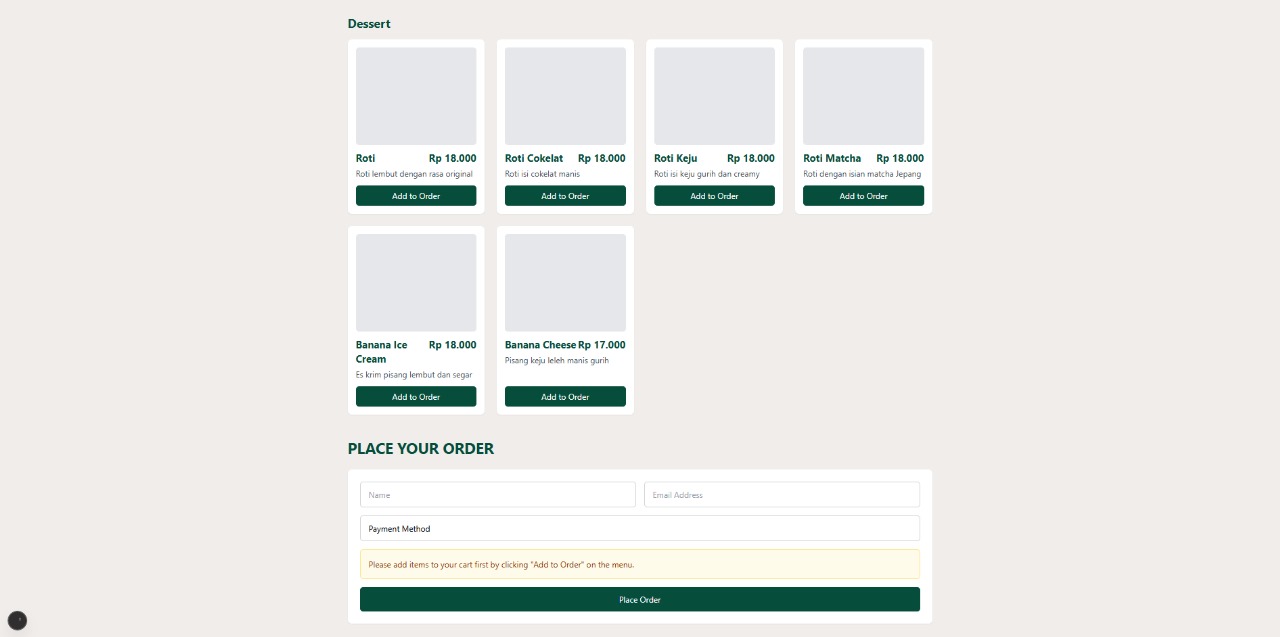 Dessert
Roti Rp 18.000
Roti lembut dengan rasa original
Add to Order
Roti Cokelat Rp 18.000
Roti isi cokelat manis
Add to Order
Roti Keju Rp 18.000
Roti isi keju gurih dan creamy
Add to Order
Roti Matcha Rp 18.000
Roti dengan isian matcha Jepang
Add to Order
Banana Ice Rp 18.000
Cream
Es krim pisang lembut dan segar
Add to Order
Banana Cheese Rp 17.000
Pisang keju leleh manis gurih
Add to Order
PLACE YOUR ORDER
Name
Email Address
Payment Method
Please add items to your cart first by clicking "Add to Order" on the menu.
Place Order